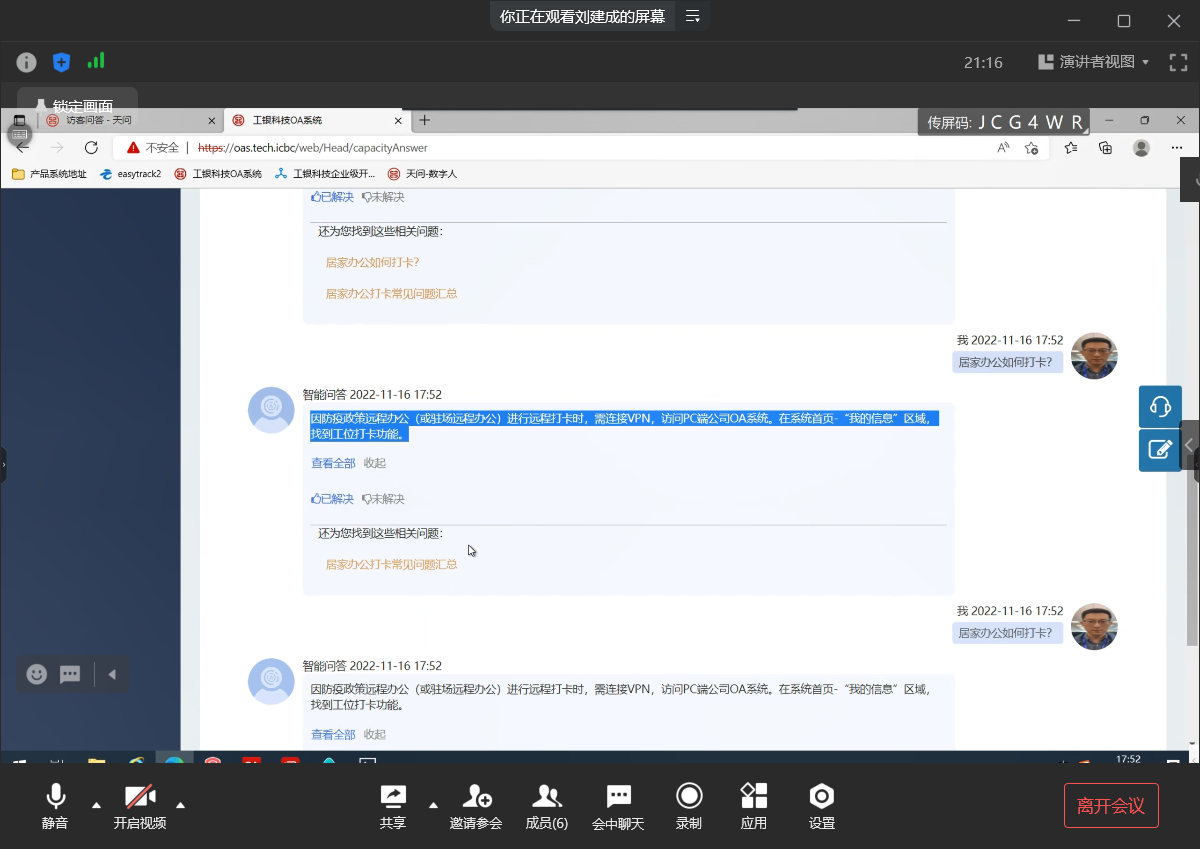 你正在观看刘建成的屏幕
21:16
演讲者视图
锁定画面
访客问答 - 天问
工银科技OA系统
传屏码: J C G 4 W R
不安全
https://oas.tech.icbc/web/Head/capacityAnswer
产品系统地址
easytrack2
工银科技OA系统
工银科技企业级开...
天问-数字人
已解决 未解决
还为您找到这些相关问题：
居家办公如何打卡？
居家办公打卡常见问题汇总
我 2022-11-16 17:52
居家办公如何打卡？
智能问答 2022-11-16 17:52
因防疫政策远程办公（或驻场远程办公）进行远程打卡时，需连接VPN，访问PC端公司OA系统。在系统首页-“我的信息”区域，
找到工位打卡功能。
查看全部 收起
已解决 未解决
还为您找到这些相关问题：
居家办公打卡常见问题汇总
我 2022-11-16 17:52
居家办公如何打卡？
智能问答 2022-11-16 17:52
因防疫政策远程办公（或驻场远程办公）进行远程打卡时，需连接VPN，访问PC端公司OA系统。在系统首页-“我的信息”区域，
找到工位打卡功能。
查看全部 收起
17:52
静音
开启视频
共享
邀请参会
成员(6)
会中聊天
录制
应用
设置
离开会议